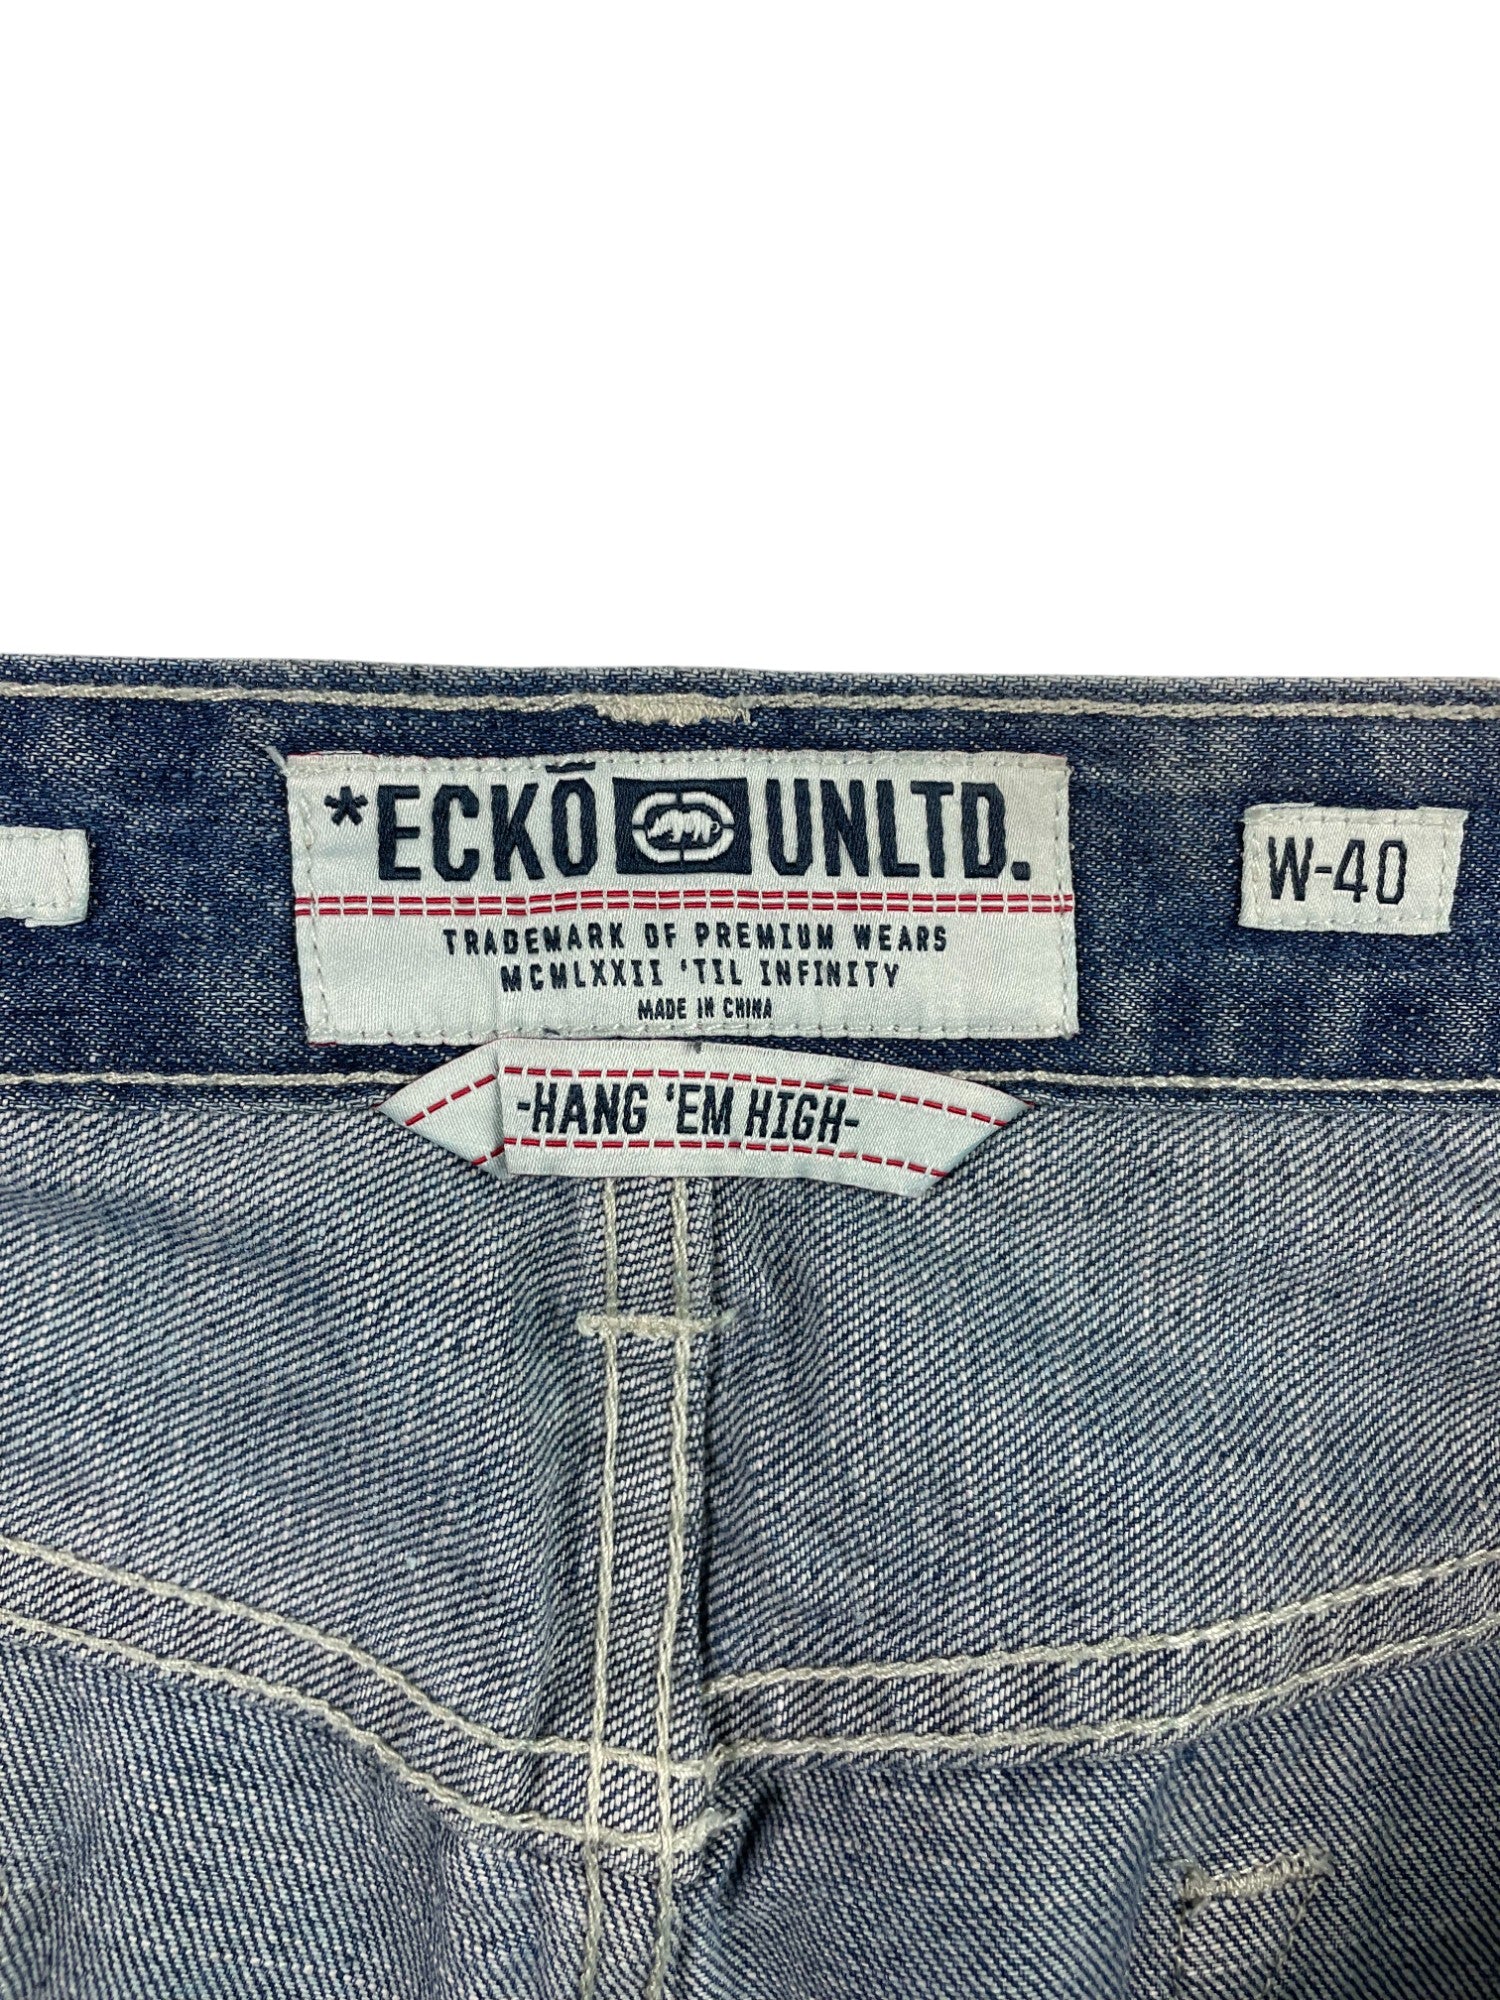 *ECKŌ UNLTD.
TRADEMARK OF PREMIUM WEARS
MCMLXXII 'TIL INFINITY
MADE IN CHINA
W-40
-HANG 'EM HIGH-